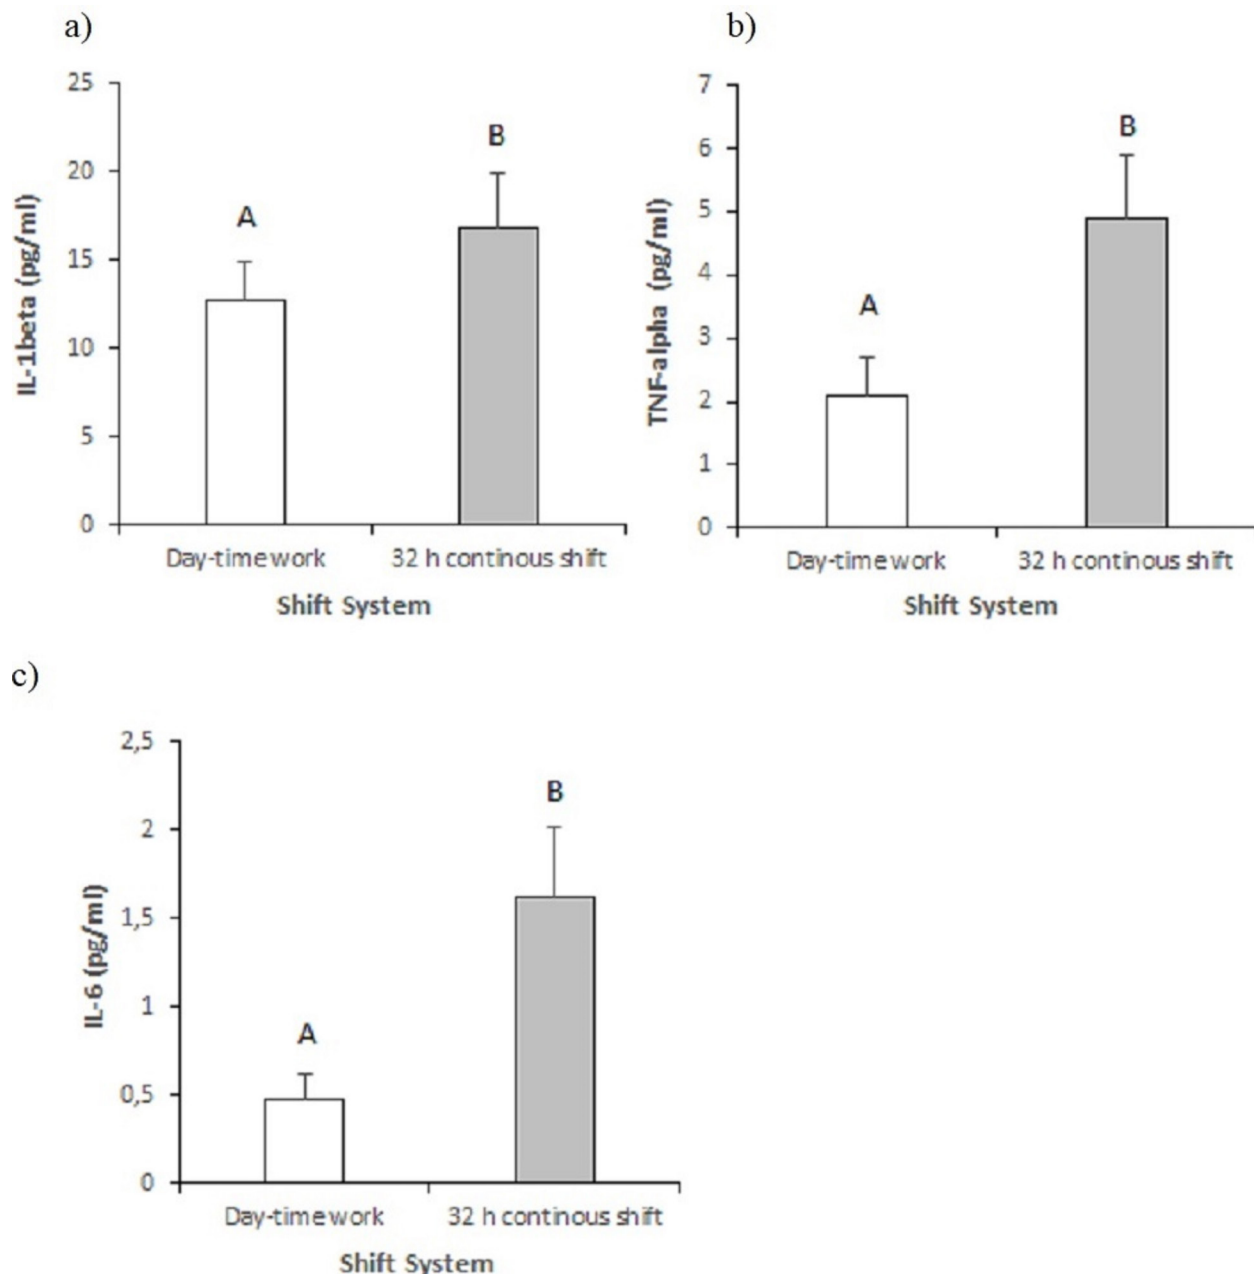 a)
25
20
15
10
5
0
IL-1beta (pg/ml)
A
B
Day-time work
32 h continous shift
Shift System
b)
7
6
5
4
3
2
1
0
TNF-alpha (pg/ml)
A
B
Day-time work
32 h continous shift
Shift System
c)
2,5
2
1,5
1
0,5
0
IL-6 (pg/ml)
A
B
Day-time work
32 h continous shift
Shift System